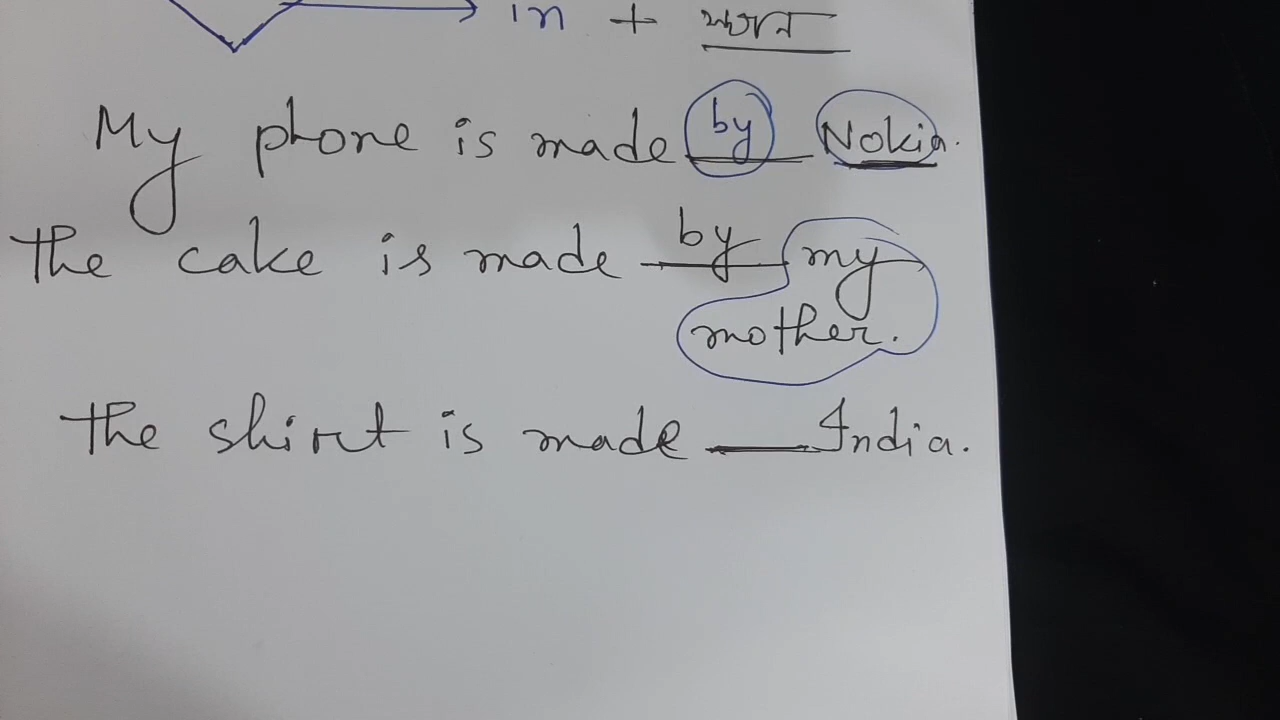 in + স্থান
My phone is made by Nokia.
The cake is made by my
mother.
The shirt is made ___ India.